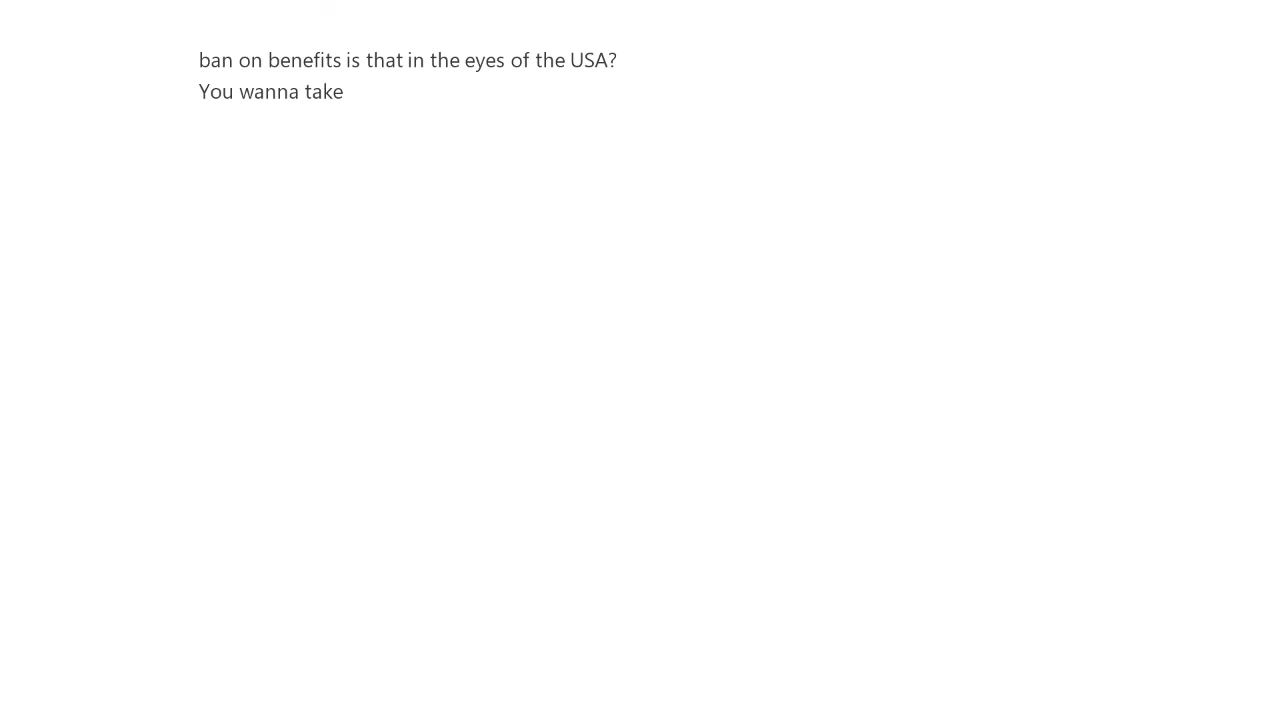 ban on benefits is that in the eyes of the USA?
You wanna take